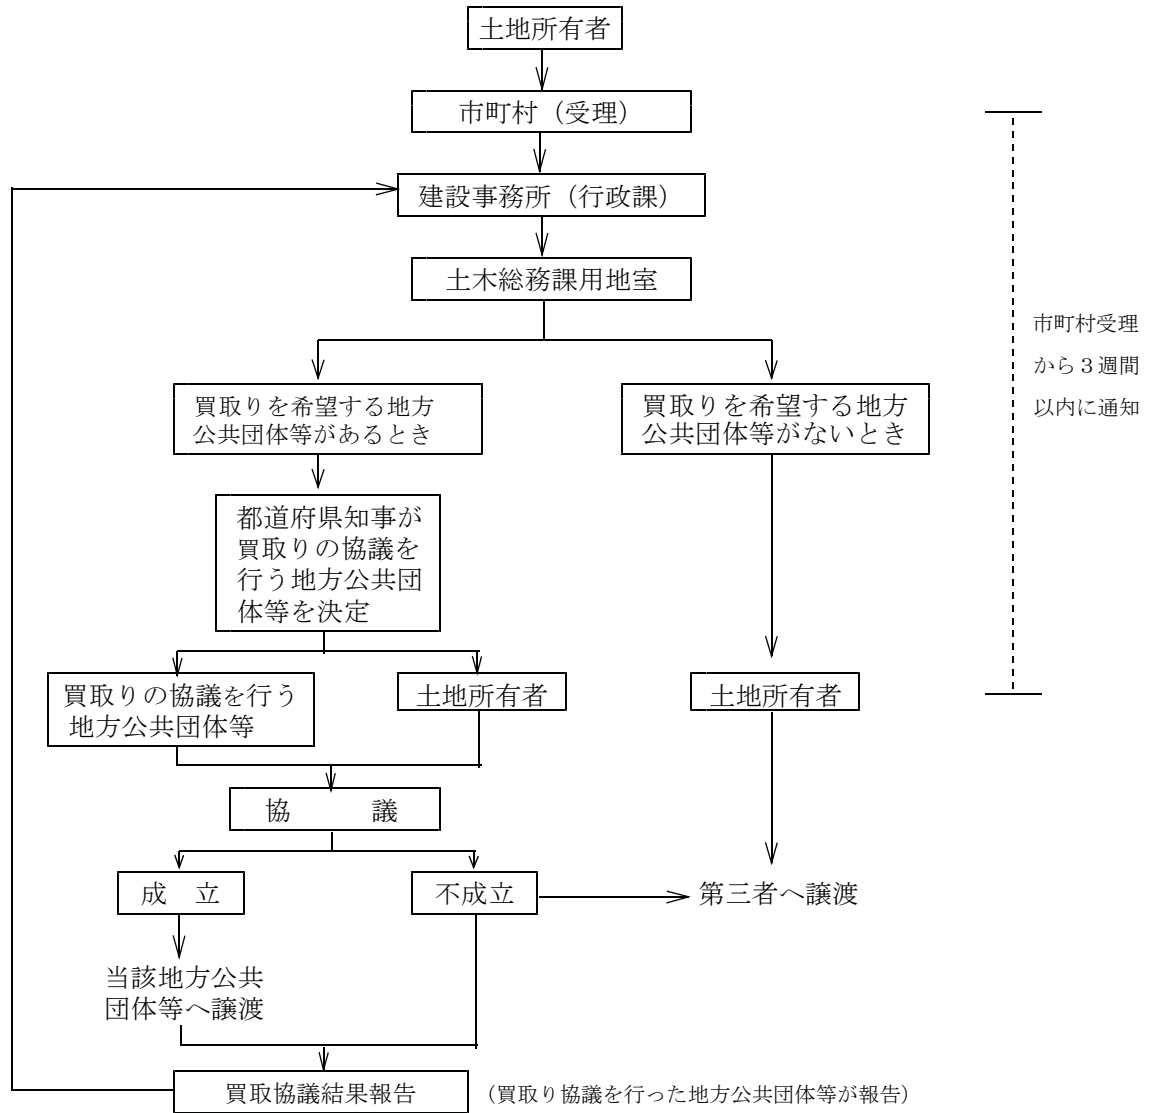 土地所有者
市町村（受理）
建設事務所（行政課）
土木総務課用地室
市町村受理
から３週間
以内に通知
買取りを希望する地方
公共団体等があるとき
買取りを希望する地方
公共団体等がないとき
都道府県知事が
買取りの協議を
行う地方公共団
体等を決定
買取りの協議を行う
地方公共団体等
土地所有者
土地所有者
協　　　議
成　立
不成立
第三者へ譲渡
当該地方公共
団体等へ譲渡
買取協議結果報告
（買取り協議を行った地方公共団体等が報告）